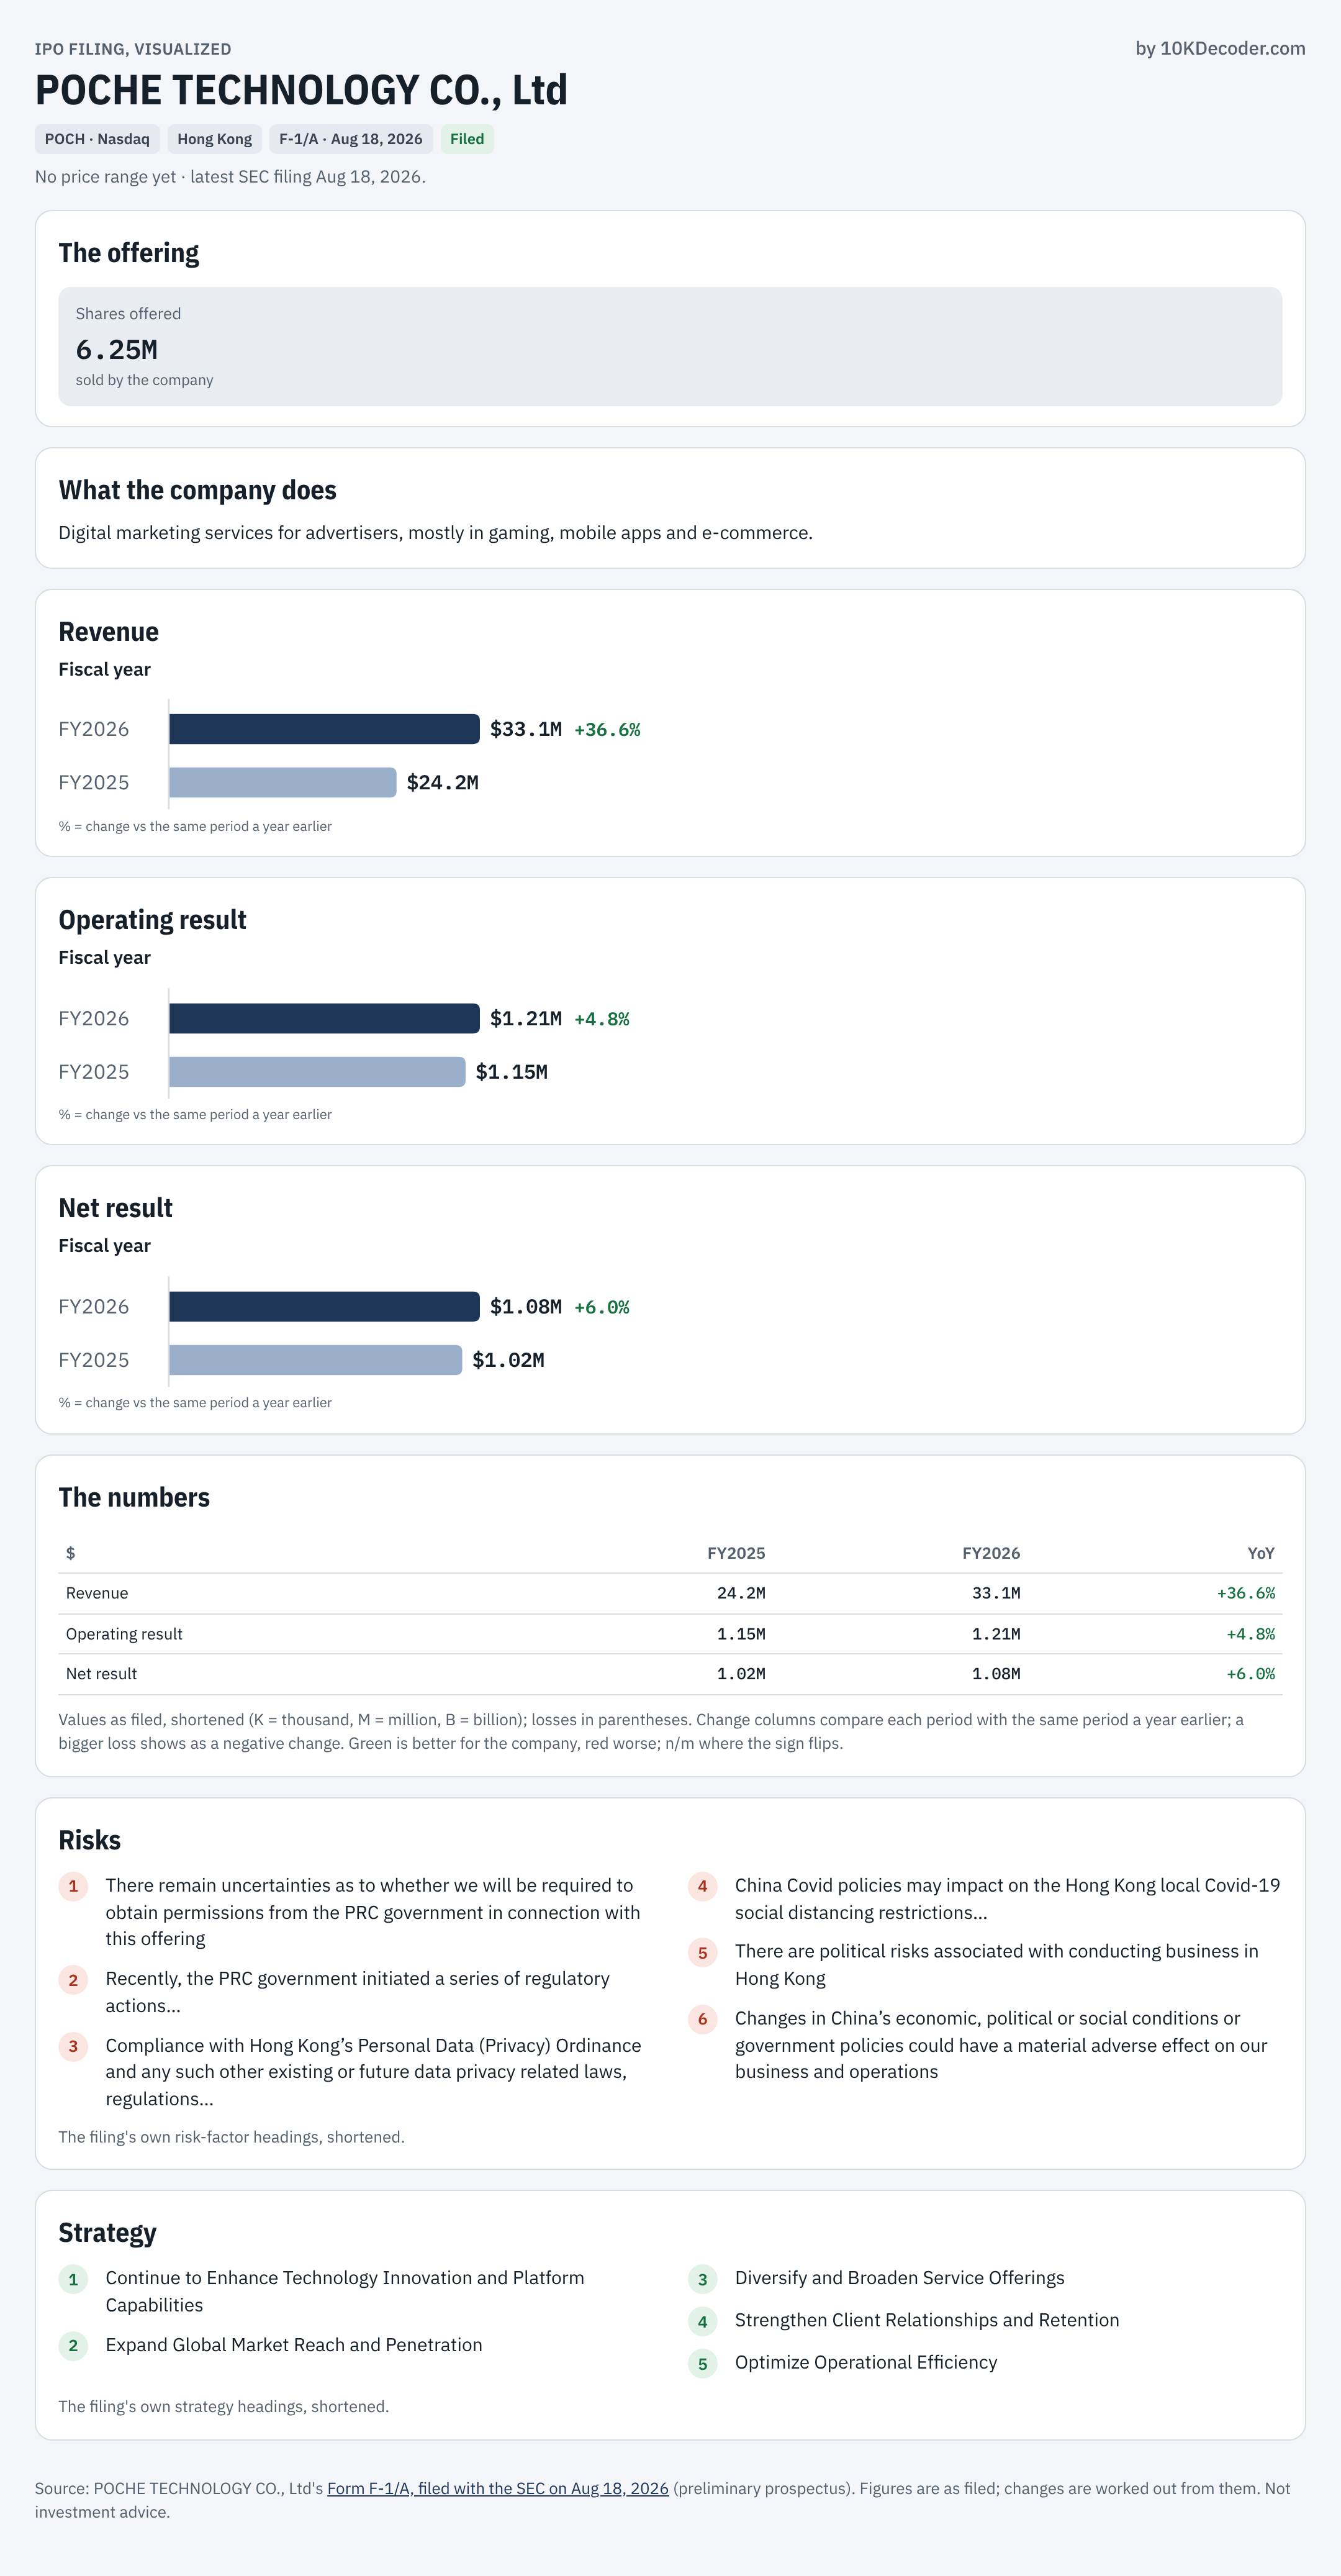 IPO FILING, VISUALIZED
by 10KDecoder.com
POCHE TECHNOLOGY CO., Ltd
POCH · Nasdaq
Hong Kong
F-1/A · Aug 18, 2026
Filed
No price range yet · latest SEC filing Aug 18, 2026.
The offering
Shares offered
6.25M
sold by the company
What the company does
Digital marketing services for advertisers, mostly in gaming, mobile apps and e-commerce.
Revenue
Fiscal year
FY2026 $33.1M +36.6%
FY2025 $24.2M
% = change vs the same period a year earlier
Operating result
Fiscal year
FY2026 $1.21M +4.8%
FY2025 $1.15M
% = change vs the same period a year earlier
Net result
Fiscal year
FY2026 $1.08M +6.0%
FY2025 $1.02M
% = change vs the same period a year earlier
The numbers
$ FY2025 FY2026 YoY
Revenue 24.2M 33.1M +36.6%
Operating result 1.15M 1.21M +4.8%
Net result 1.02M 1.08M +6.0%
Values as filed, shortened (K = thousand, M = million, B = billion); losses in parentheses. Change columns compare each period with the same period a year earlier; a
bigger loss shows as a negative change. Green is better for the company, red worse; n/m where the sign flips.
Risks
1 There remain uncertainties as to whether we will be required to
obtain permissions from the PRC government in connection with
this offering
2 Recently, the PRC government initiated a series of regulatory
actions…
3 Compliance with Hong Kong’s Personal Data (Privacy) Ordinance
and any such other existing or future data privacy related laws,
regulations…
4 China Covid policies may impact on the Hong Kong local Covid-19
social distancing restrictions…
5 There are political risks associated with conducting business in
Hong Kong
6 Changes in China’s economic, political or social conditions or
government policies could have a material adverse effect on our
business and operations
The filing's own risk-factor headings, shortened.
Strategy
1 Continue to Enhance Technology Innovation and Platform
Capabilities
2 Expand Global Market Reach and Penetration
3 Diversify and Broaden Service Offerings
4 Strengthen Client Relationships and Retention
5 Optimize Operational Efficiency
The filing's own strategy headings, shortened.
Source: POCHE TECHNOLOGY CO., Ltd's Form F-1/A, filed with the SEC on Aug 18, 2026 (preliminary prospectus). Figures are as filed; changes are worked out from them. Not
investment advice.